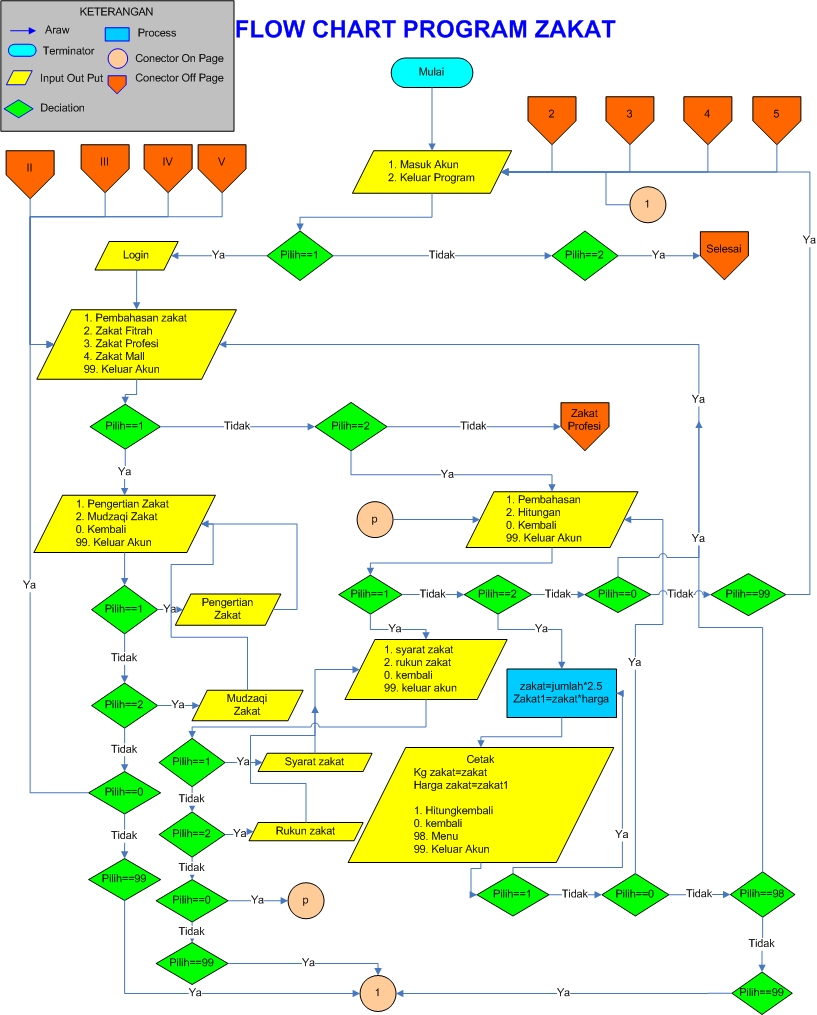 KETERANGAN
Araw
Process
Terminator
Conector On Page
Input Out Put
Conector Off Page
Deciation
FLOW CHART PROGRAM ZAKAT
Mulai
2
3
4
5
II
III
IV
V
1. Masuk Akun
2. Keluar Program
1
Ya
Login
Ya
Pilih==1
Tidak
Pilih==2
Ya
Selesai
1. Pembahasan zakat
2. Zakat Fitrah
3. Zakat Profesi
4. Zakat Mall
99. Keluar Akun
Ya
Pilih==1
Tidak
Pilih==2
Tidak
Zakat
Profesi
Ya
Ya
1. Pengertian Zakat
2. Mudzaqi Zakat
0. Kembali
99. Keluar Akun
p
1. Pembahasan
2. Hitungan
0. Kembali
99. Keluar Akun
Ya
Ya
Pilih==1
Ya
Pengertian
Zakat
Pilih==1
Tidak
Pilih==2
Tidak
Pilih==0
Tidak
Pilih==99
Ya
Ya
Tidak
1. syarat zakat
2. rukun zakat
0. kembali
99. keluar akun
Ya
zakat=jumlah*2.5
Zakat1=zakat*harga
Pilih==2
Ya
Mudzaqi
Zakat
Tidak
Pilih==1
Ya
Syarat zakat
Cetak
Kg zakat=zakat
Harga zakat=zakat1
1. Hitungkembali
0. kembali
98. Menu
99. Keluar Akun
Pilih==0
Tidak
Tidak
Pilih==2
Ya
Rukun zakat
Ya
Tidak
Pilih==99
Pilih==0
Ya
p
Pilih==1
Tidak
Pilih==0
Tidak
Pilih==98
Tidak
Tidak
Pilih==99
Ya
Ya
1
Ya
Pilih==99